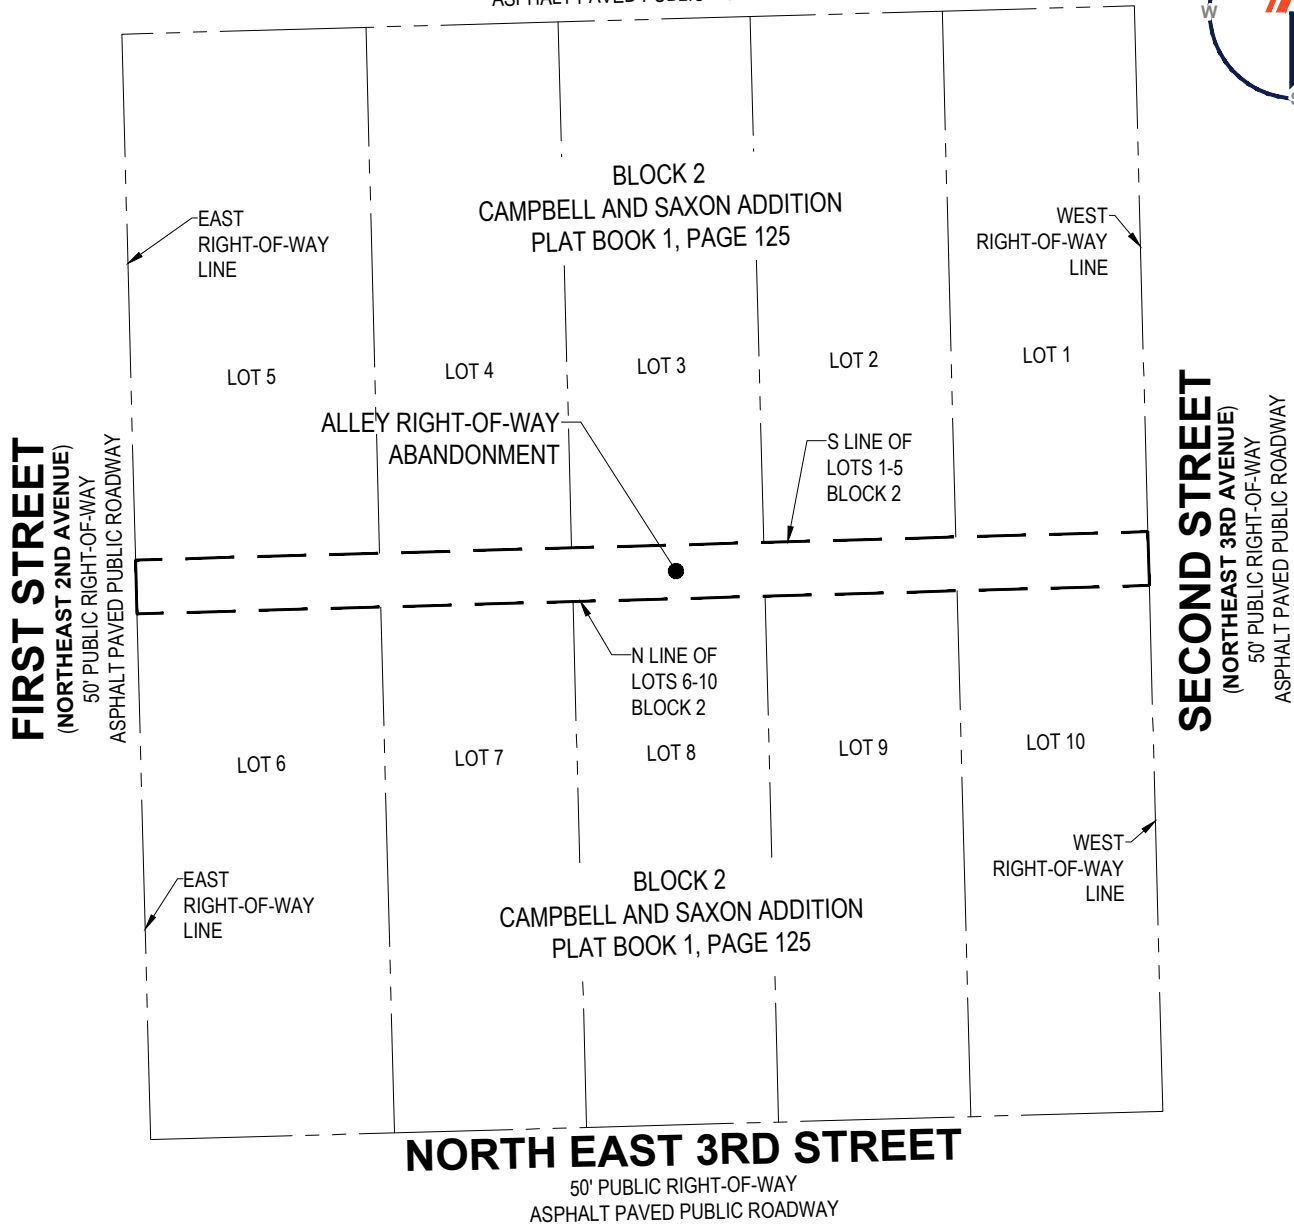 ASPHALT PAVED PUBLIC
W
S
BLOCK 2
CAMPBELL AND SAXON ADDITION
PLAT BOOK 1, PAGE 125
EAST
RIGHT-OF-WAY
LINE
WEST
RIGHT-OF-WAY
LINE
LOT 5
LOT 4
LOT 3
LOT 2
LOT 1
ALLEY RIGHT-OF-WAY
ABANDONMENT
S LINE OF
LOTS 1-5
BLOCK 2
FIRST STREET
(NORTHEAST 2ND AVENUE)
50' PUBLIC RIGHT-OF-WAY
ASPHALT PAVED PUBLIC ROADWAY
SECOND STREET
(NORTHEAST 3RD AVENUE)
50' PUBLIC RIGHT-OF-WAY
ASPHALT PAVED PUBLIC ROADWAY
N LINE OF
LOTS 6-10
BLOCK 2
LOT 6
LOT 7
LOT 8
LOT 9
LOT 10
EAST
RIGHT-OF-WAY
LINE
WEST
RIGHT-OF-WAY
LINE
BLOCK 2
CAMPBELL AND SAXON ADDITION
PLAT BOOK 1, PAGE 125
NORTH EAST 3RD STREET
50' PUBLIC RIGHT-OF-WAY
ASPHALT PAVED PUBLIC ROADWAY